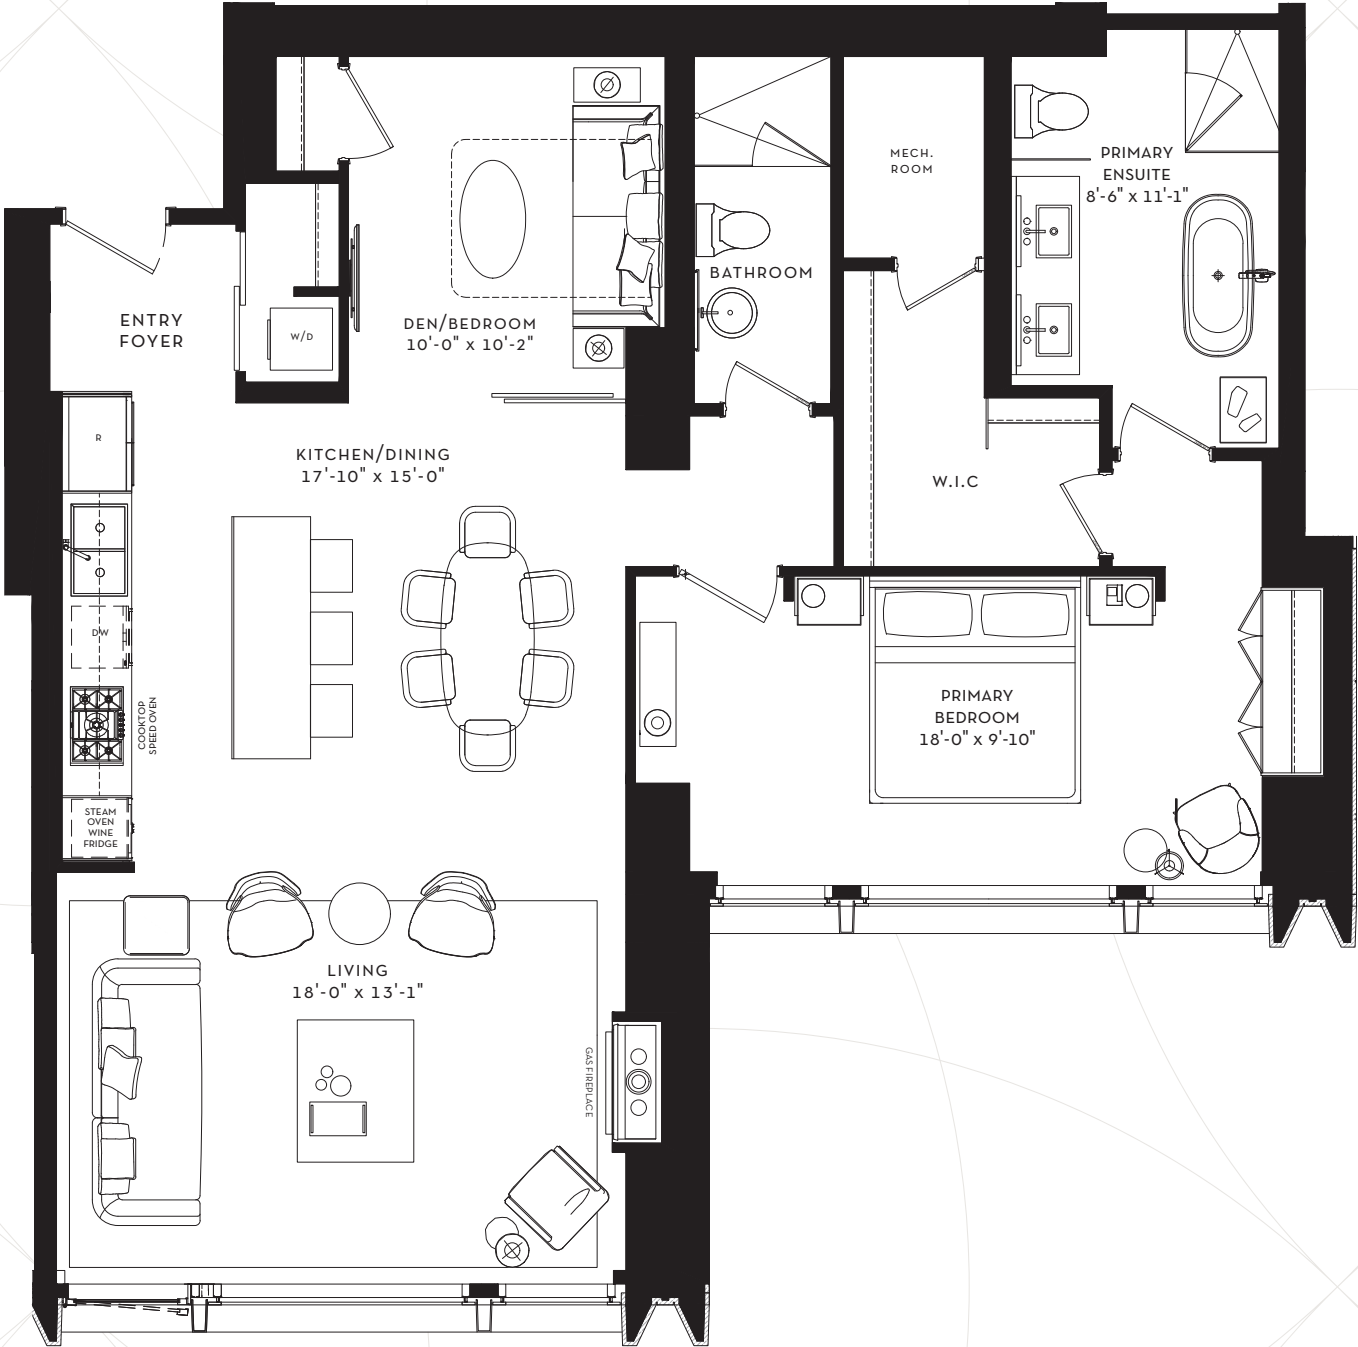 MECH.
ROOM
PRIMARY
ENSUITE
8'-6" x 11'-1"
BATHROOM
ENTRY
FOYER
W/D
DEN/BEDROOM
10'-0" x 10'-2"
R
KITCHEN/DINING
17'-10" x 15'-0"
W.I.C
DW
COOKTOP
SPEED OVEN
PRIMARY
BEDROOM
18'-0" x 9'-10"
STEAM
OVEN
WINE
FRIDGE
LIVING
18'-0" x 13'-1"
GAS FIREPLACE